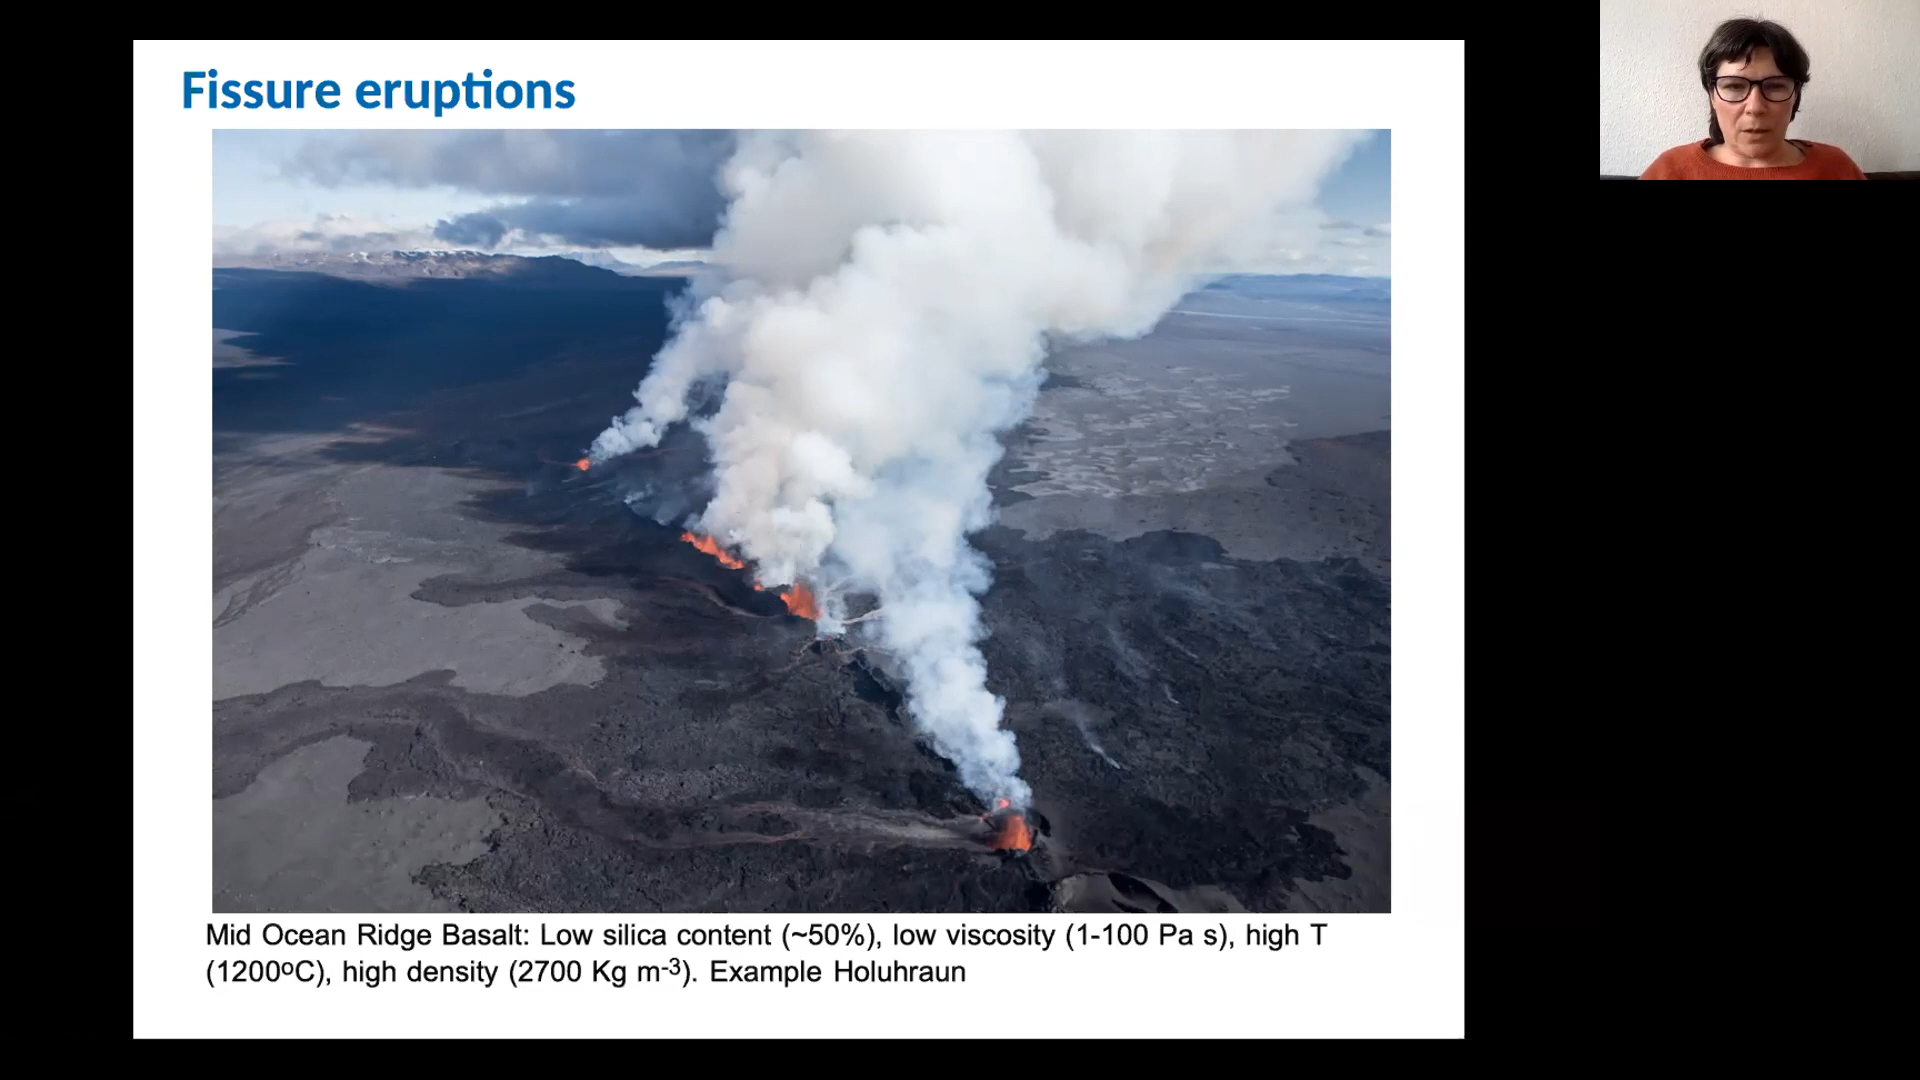 Fissure eruptions
Mid Ocean Ridge Basalt: Low silica content (~50%), low viscosity (1-100 Pa s), high T
(1200ºC), high density (2700 Kg m-3). Example Holuhraun